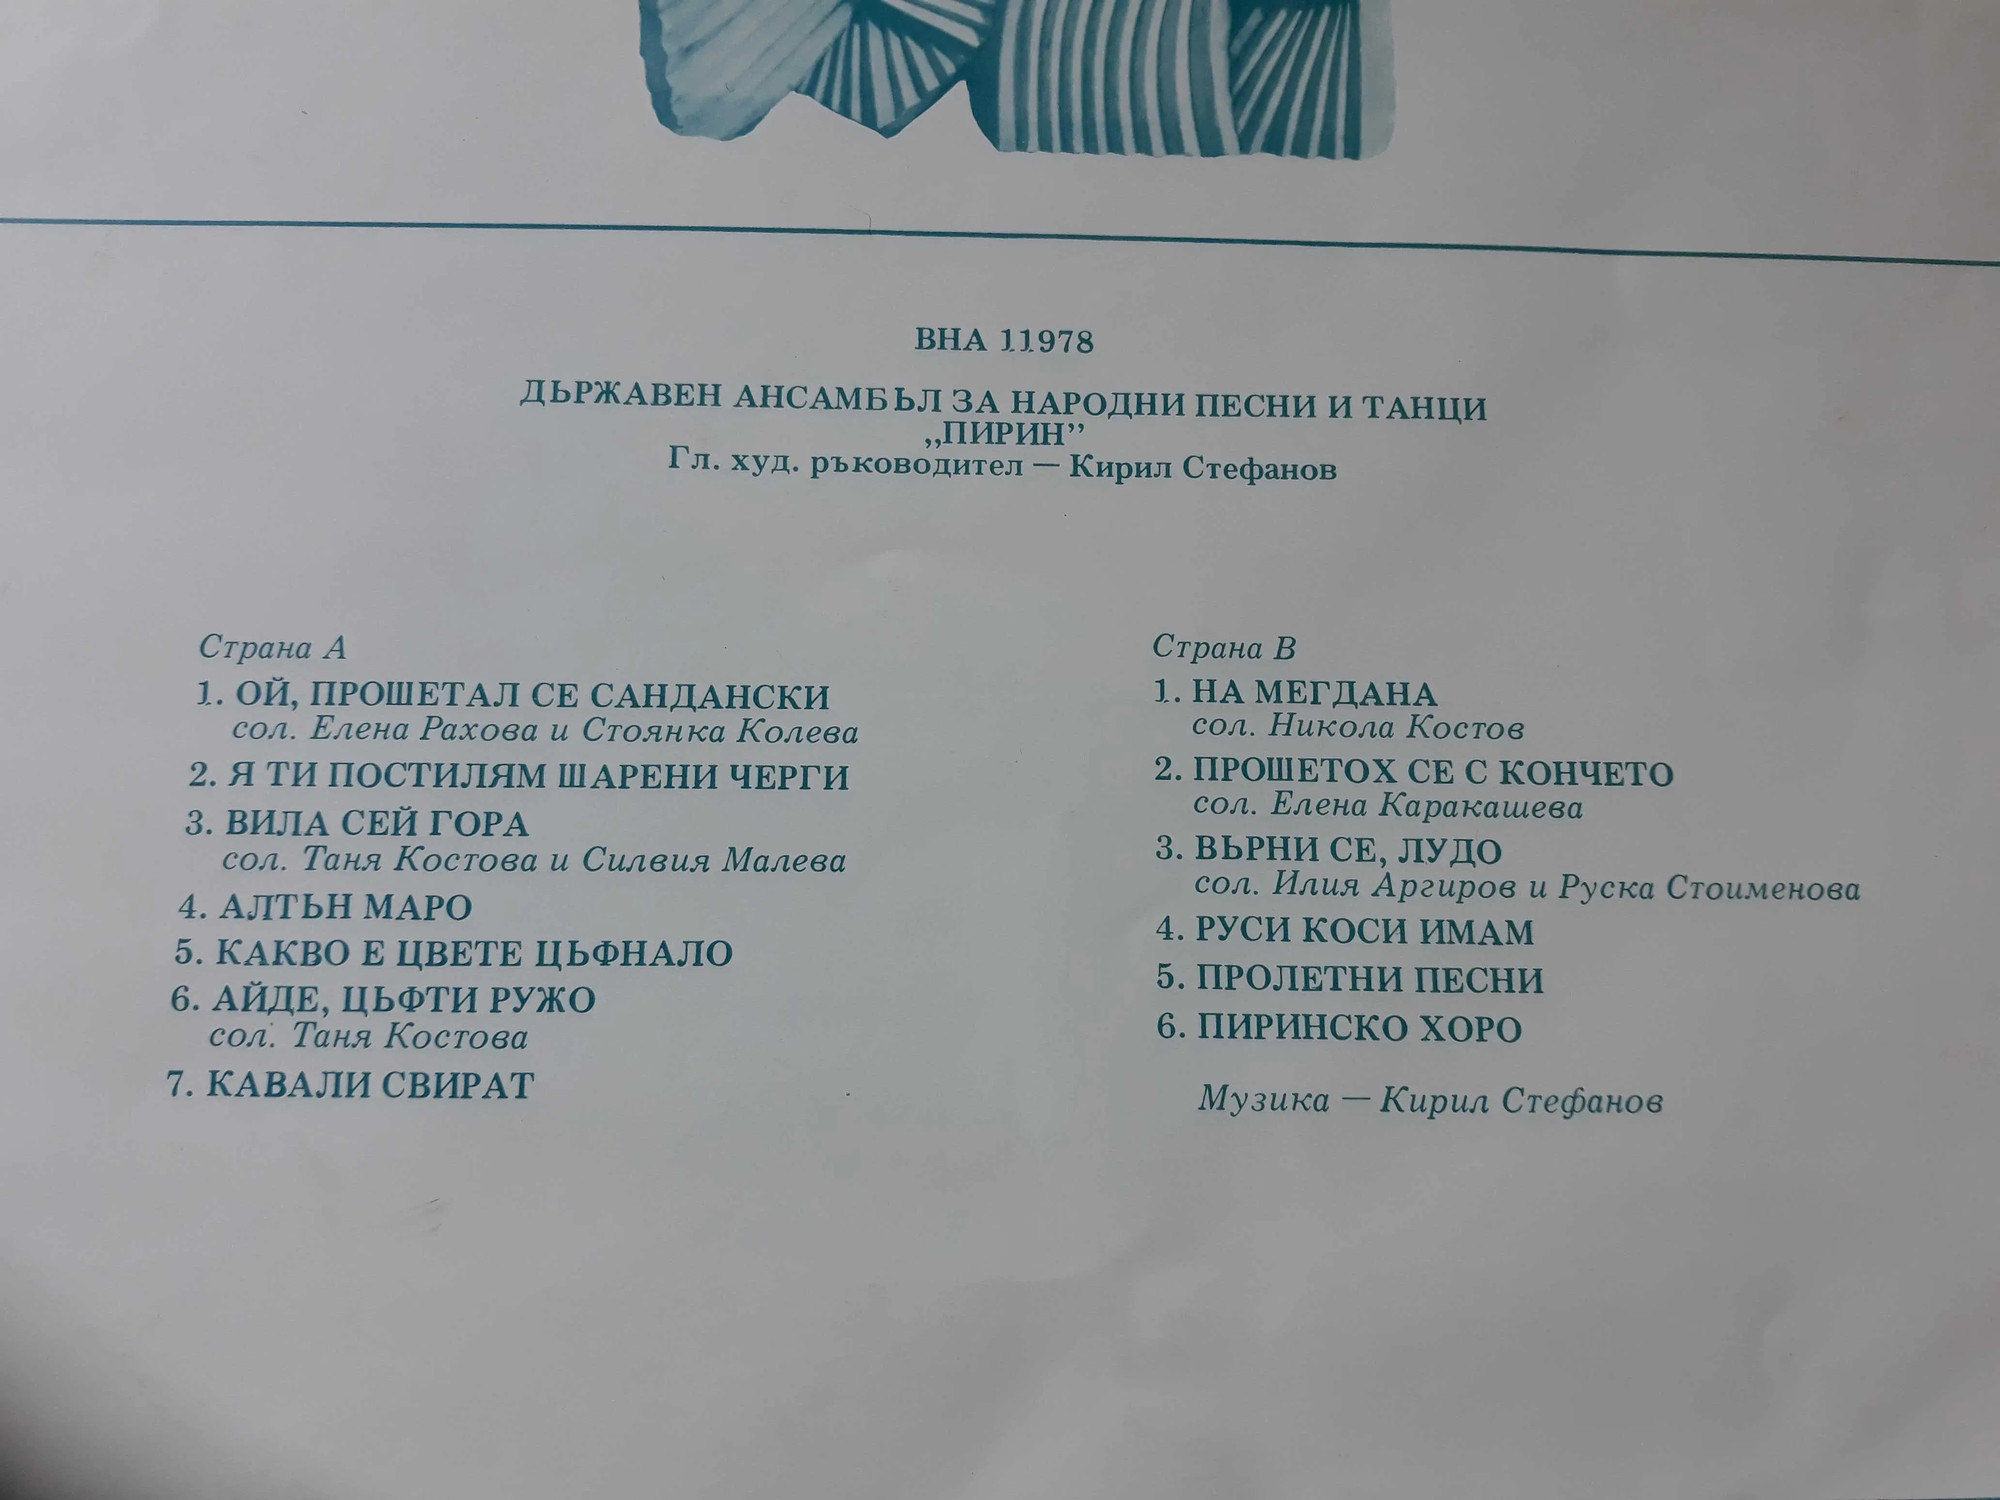 ВНА 11978
ДЪРЖАВЕН АНСАМБЪЛ ЗА НАРОДНИ ПЕСНИ И ТАНЦИ
„ПИРИН”
Гл. худ. ръководител — Кирил Стефанов
Страна А
1. ОЙ, ПРОШЕТАЛ СЕ САНДАНСКИ
сол. Елена Рахова и Стоянка Колева
2. Я ТИ ПОСТИЛЯМ ШАРЕНИ ЧЕРГИ
3. ВИЛА СЕЙ ГОРА
сол. Таня Костова и Силвия Малева
4. АЛТЪН МАРО
5. КАКВО Е ЦВЕТЕ ЦЪФНАЛО
6. АЙДЕ, ЦЪФТИ РУЖО
сол. Таня Костова
7. КАВАЛИ СВИРАТ
Страна В
1. НА МЕГДАНА
сол. Никола Костов
2. ПРОШЕТОХ СЕ С КОНЧЕТО
сол. Елена Каракашева
3. ВЪРНИ СЕ, ЛУДО
сол. Илия Аргиров и Руска Стоименова
4. РУСИ КОСИ ИМАМ
5. ПРОЛЕТНИ ПЕСНИ
6. ПИРИНСКО ХОРО
Музика — Кирил Стефанов